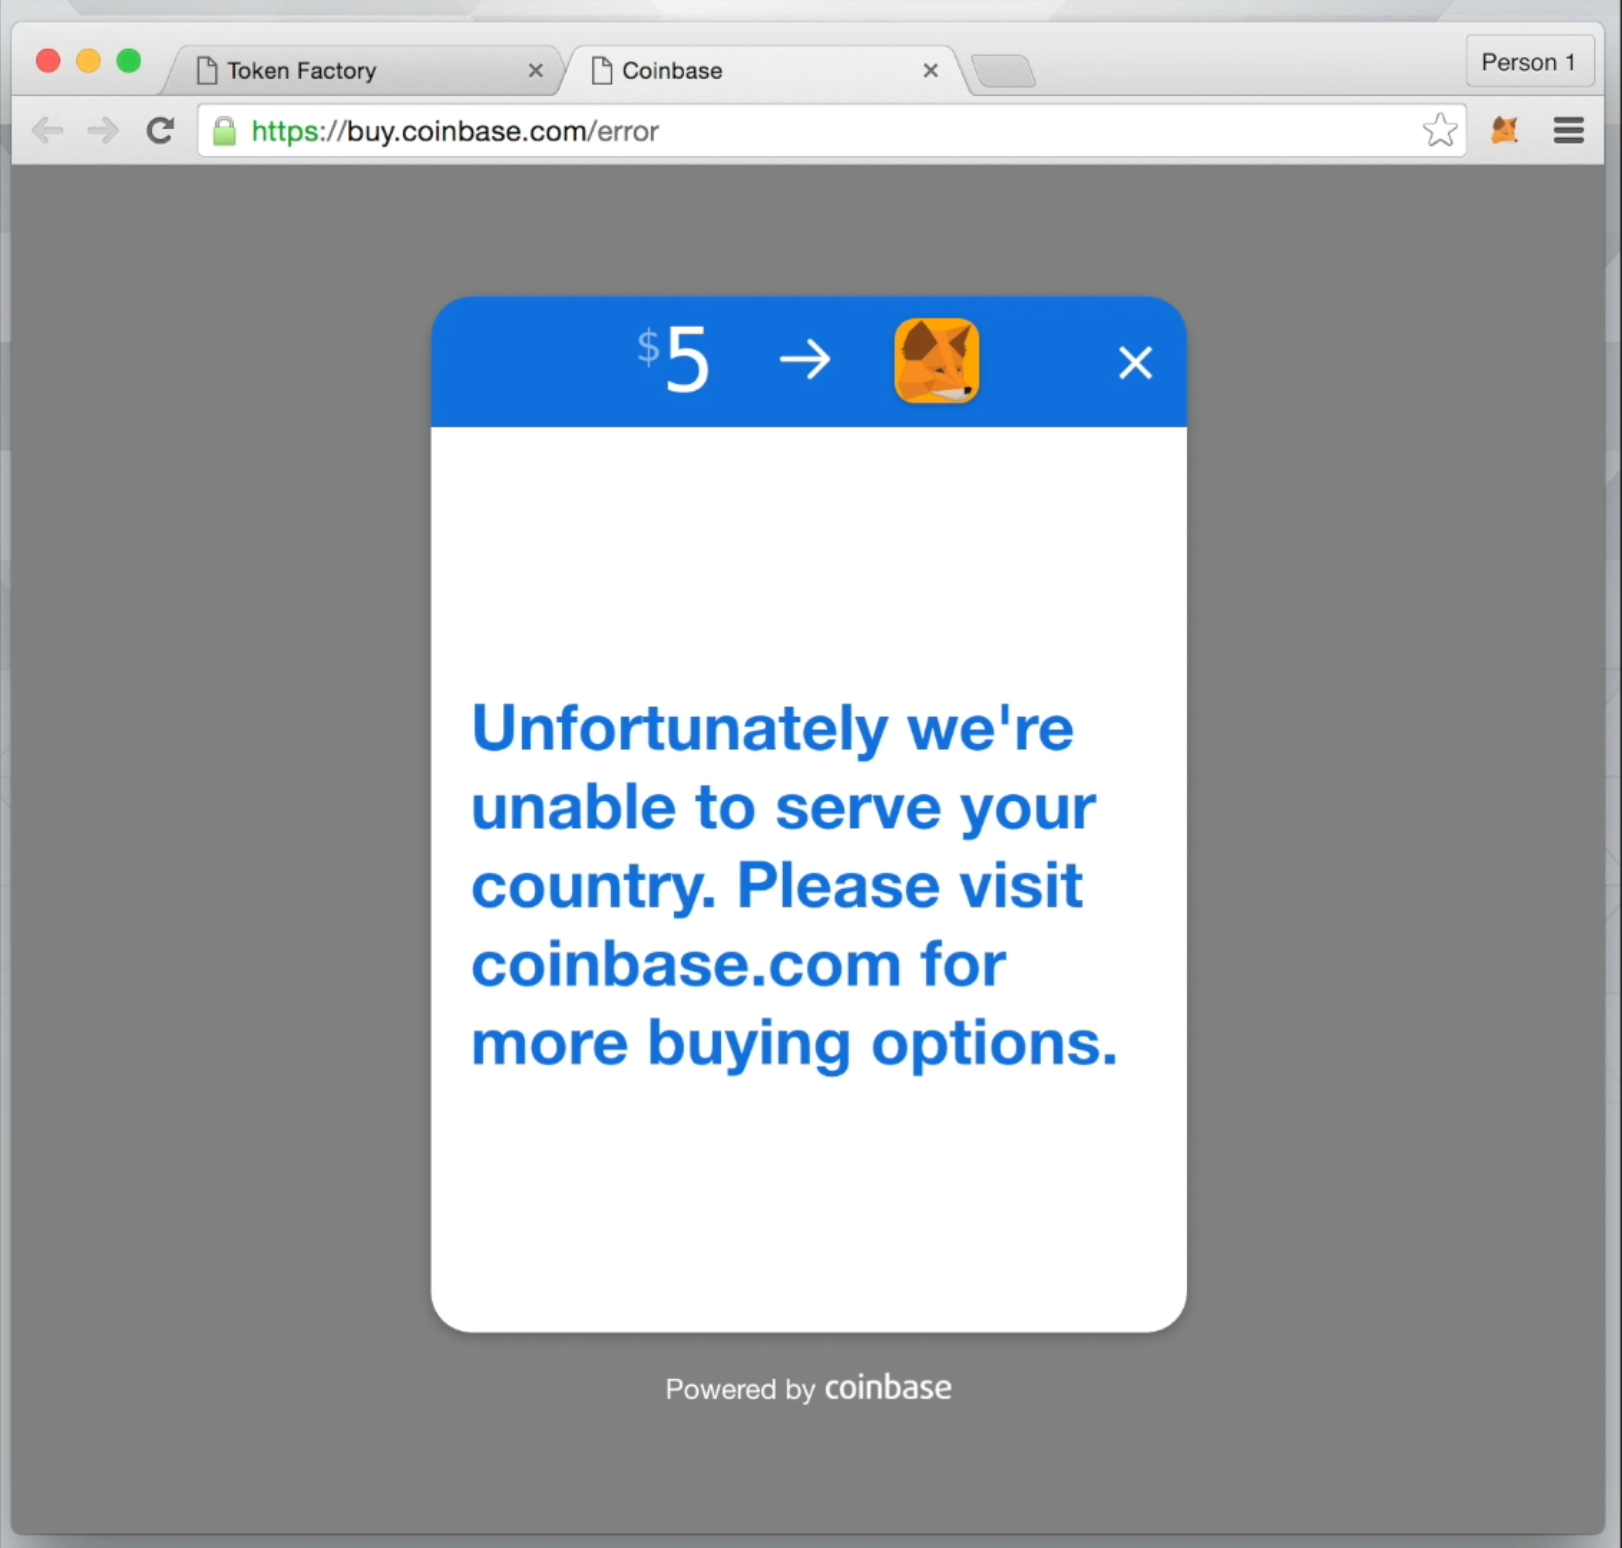 Token Factory
Coinbase
Person 1
https://buy.coinbase.com/error
$5
Unfortunately we're
unable to serve your
country. Please visit
coinbase.com for
more buying options.
Powered by coinbase